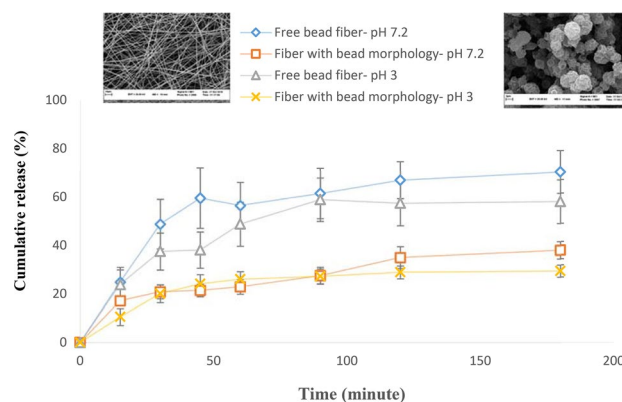 Free bead fiber- pH 7.2
Fiber with bead morphology- pH 7.2
Free bead fiber- pH 3
Fiber with bead morphology- pH 3
100
80
60
40
20
0
0
50
100
150
200
Cumulative release (%)
Time (minute)